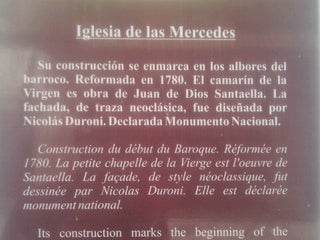 Iglesia de las Mercedes
Su construcción se enmarca en los albores del
barroco. Reformada en 1780. El camarín de la
Virgen es obra de Juan de Dios Santaella. La
fachada, de traza neoclásica, fue diseñada por
Nicolás Duroni. Declarada Monumento Nacional.
Construction du début du Baroque. Réformée en
1780. La petite chapelle de la Vierge est l'oeuvre de
Santaella. La façade, de style néoclassique, fut
dessinée par Nicolas Duroni. Elle est déclarée
monument national.
Its construction marks the beginning of the